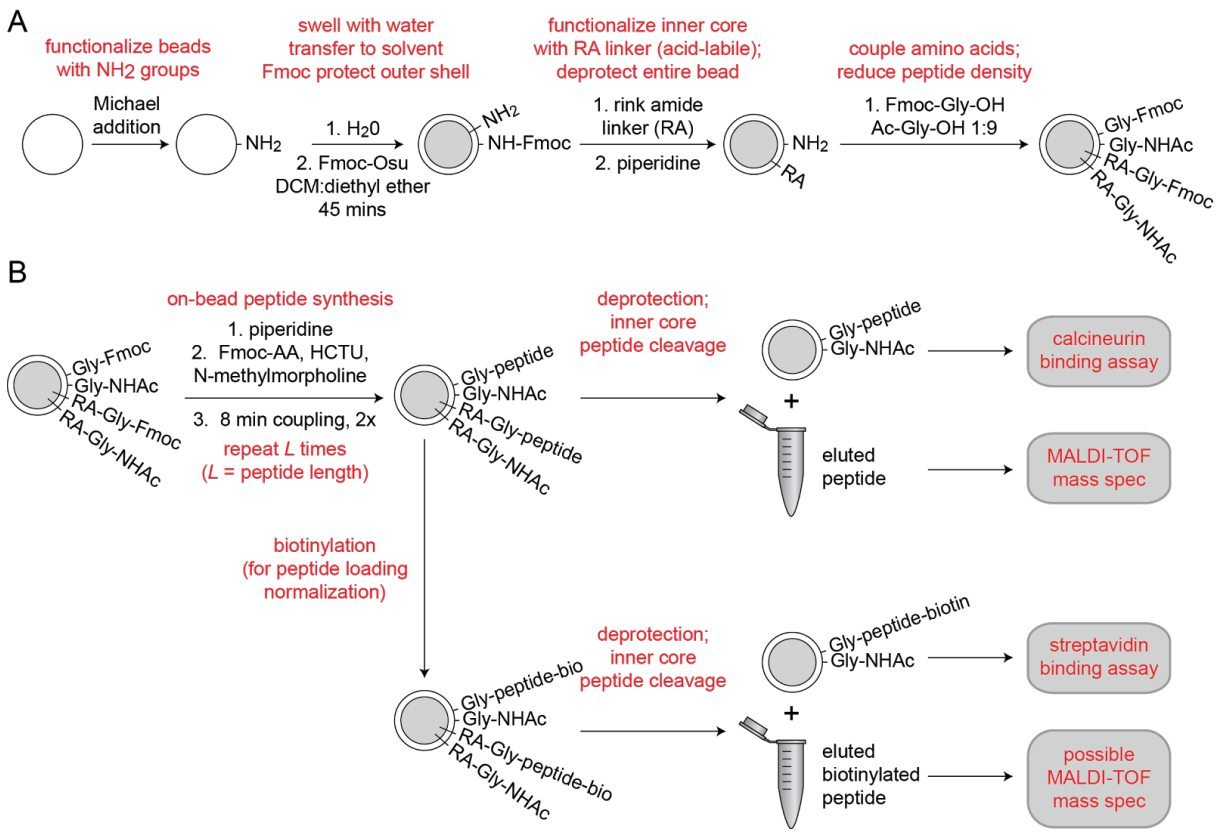 A
functionalize beads
with NH2 groups
Michael
addition
NH2
swell with water
transfer to solvent
Fmoc protect outer shell
1. H20
2. Fmoc-Osu
DCM:diethyl ether
45 mins
NH2
NH-Fmoc
functionalize inner core
with RA linker (acid-labile);
deprotect entire bead
1. rink amide
linker (RA)
2. piperidine
NH2
RA
couple amino acids;
reduce peptide density
1. Fmoc-Gly-OH
Ac-Gly-OH 1:9
Gly-Fmoc
Gly-NHAc
RA-Gly-Fmoc
RA-Gly-NHAc
B
Gly-Fmoc
Gly-NHAc
RA-Gly-Fmoc
RA-Gly-NHAc
on-bead peptide synthesis
1. piperidine
2. Fmoc-AA, HCTU,
N-methylmorpholine
3. 8 min coupling, 2x
repeat L times
(L = peptide length)
Gly-peptide
Gly-NHAc
RA-Gly-peptide
RA-Gly-NHAc
deprotection;
inner core
peptide cleavage
Gly-peptide
Gly-NHAc
+
eluted
peptide
calcineurin
binding assay
MALDI-TOF
mass spec
biotinylation
(for peptide loading
normalization)
Gly-peptide-bio
Gly-NHAc
RA-Gly-peptide-bio
RA-Gly-NHAc
deprotection;
inner core
peptide cleavage
Gly-peptide-biotin
Gly-NHAc
+
eluted
biotinylated
peptide
streptavidin
binding assay
possible
MALDI-TOF
mass spec